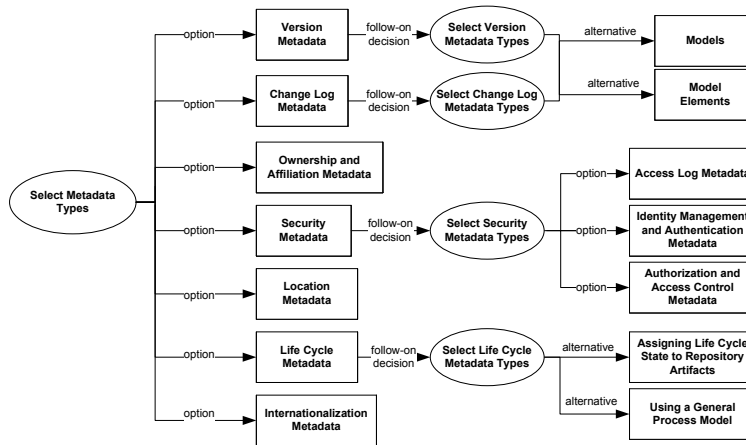 option
Version
Metadata
follow-on
decision
Select Version
Metadata Types
alternative
Models
option
Change Log
Metadata
follow-on
decision
Select Change Log
Metadata Types
alternative
Model
Elements
option
Ownership and
Affiliation Metadata
option
Access Log Metadata
Select Metadata
Types
option
Security
Metadata
follow-on
decision
Select Security
Metadata Types
option
Identity Management
and Authentication
Metadata
option
Location
Metadata
option
Authorization and
Access Control
Metadata
option
Life Cycle
Metadata
follow-on
decision
Select Life Cycle
Metadata Types
alternative
Assigning Life Cycle
State to Repository
Artifacts
option
Internationalization
Metadata
alternative
Using a General
Process Model